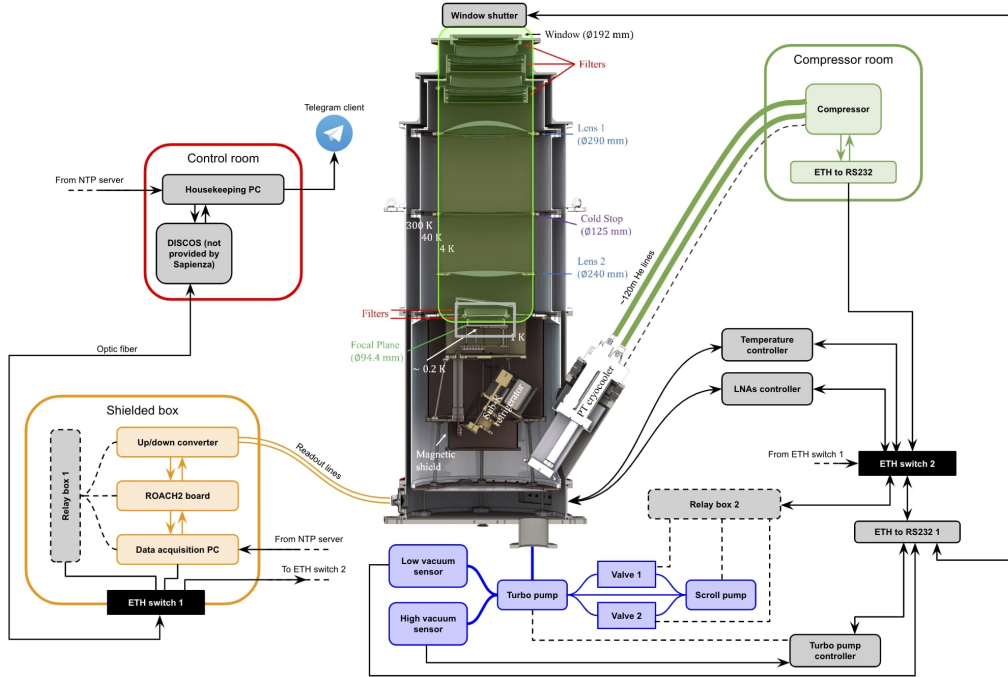 Window shutter
Window (Ø192 mm)
Filters
Compressor room
Compressor
ETH to RS232
Telegram client
Control room
From NTP server
Housekeeping PC
DISCOS (not
provided by
Sapienza)
Lens 1
(Ø290 mm)
300 K
40 K
4 K
Cold Stop
(Ø125 mm)
Lens 2
(Ø240 mm)
~120m He lines
Filters
Focal Plane
(Ø94.4 mm)
1 K
~ 0.2 K
Sub-K
refrigerator
PT cryocooler
Magnetic
shield
Optic fiber
Temperature
controller
LNAs controller
Shielded box
Relay box 1
Up/down converter
ROACH2 board
Data acquisition PC
Readout lines
From NTP server
To ETH switch 2
ETH switch 1
From ETH switch 1
ETH switch 2
Relay box 2
ETH to RS232 1
Low vacuum
sensor
High vacuum
sensor
Turbo pump
Valve 1
Valve 2
Scroll pump
Turbo pump
controller